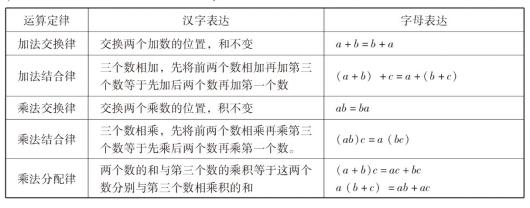 运算定律 汉字表达 字母表达
加法交换律 交换两个加数的位置，和不变 a+b=b+a
加法结合律 三个数相加，先将前两个数相加再加第三
个数等于先加后两个数再加第一个数 (a+b)+c=a+(b+c)
乘法交换律 交换两个乘数的位置，积不变 ab=ba
乘法结合律 三个数相乘，先将前两个数相乘再乘第三
个数等于先乘后两个数再乘第一个数。 (ab)c=a(bc)
乘法分配律 两个数的和与第三个数的乘积等于这两个
数分别与第三个数相乘积的和 (a+b)c=ac+bc
a(b+c)=ab+ac